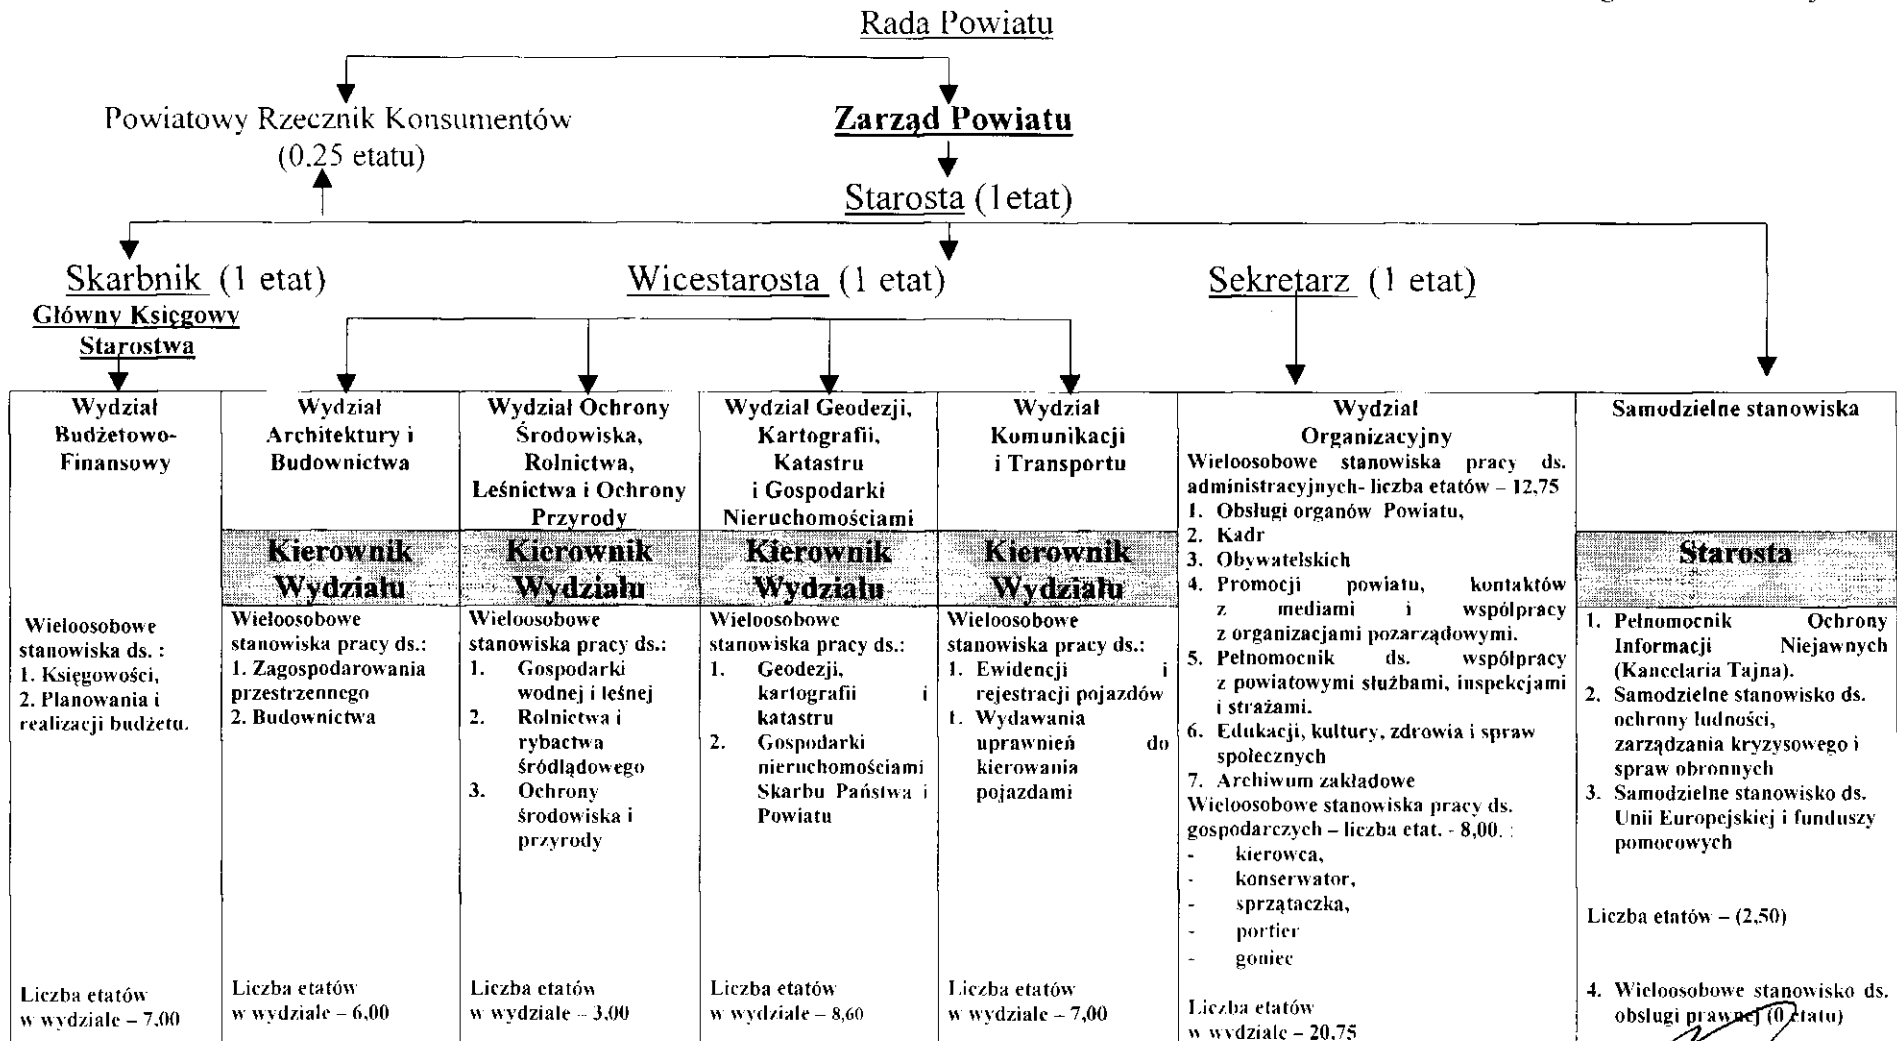 Rada Powiatu
Powiatowy Rzecznik Konsumentów
(0,25 etatu)
Zarząd Powiatu
Starosta (1etat)
Skarbnik (1 etat)
Główny Księgowy
Starostwa
Wicestarosta (1 etat)
Sekretarz (1 etat)
Wydział
Budżetowo-
Finansowy
Wieloosobowe
stanowiska ds. :
1. Księgowości,
2. Planowania i
realizacji budżetu.
Liczba etatów
w wydziale – 7,00
Wydział
Architektury i
Budownictwa
Kierownik
Wydziału
Wieloosobowe
stanowiska pracy ds.:
1. Zagospodarowania
przestrzennego
2. Budownictwa
Liczba etatów
w wydziale – 6,00
Wydział Ochrony
Środowiska,
Rolnictwa,
Leśnictwa i Ochrony
Przyrody
Kierownik
Wydziału
Wieloosobowe
stanowiska pracy ds.:
1. Gospodarki
wodnej i leśnej
2. Rolnictwa i
rybactwa
śródlądowego
3. Ochrony
środowiska i
przyrody
Liczba etatów
w wydziale – 3,00
Wydział Geodezji,
Kartografii,
Katastru
i Gospodarki
Nieruchomościami
Kierownik
Wydziału
Wieloosobowe
stanowiska pracy ds.:
1. Geodezji,
kartografii i
katastru
2. Gospodarki
nieruchomościami
Skarbu Państwa i
Powiatu
Liczba etatów
w wydziale – 8,60
Wydział
Komunikacji
i Transportu
Kierownik
Wydziału
Wieloosobowe
stanowiska pracy ds.:
1. Ewidencji i
rejestracji pojazdów
1. Wydawania
uprawnień do
kierowania
pojazdami
Liczba etatów
w wydziale – 7,00
Wydział
Organizacyjny
Wieloosobowe stanowiska pracy ds.
administracyjnych- liczba etatów – 12,75
1. Obsługi organów Powiatu,
2. Kadr
3. Obywatelskich
4. Promocji powiatu, kontaktów
z mediami i współpracy
z organizacjami pozarządowymi.
5. Pełnomocnik ds. współpracy
z powiatowymi służbami, inspekcjami
i strażami.
6. Edukacji, kultury, zdrowia i spraw
społecznych
7. Archiwum zakładowe
Wieloosobowe stanowiska pracy ds.
gospodarczych – liczba etat. - 8,00. :
- kierowca,
- konserwator,
- sprzątaczka,
- portier
- goniec
Liczba etatów
w wydziale – 20,75
Samodzielne stanowiska
Starosta
1. Pełnomocnik Ochrony
Informacji Niejawnych
(Kancelaria Tajna).
2. Samodzielne stanowisko ds.
ochrony ludności,
zarządzania kryzysowego i
spraw obronnych
3. Samodzielne stanowisko ds.
Unii Europejskiej i funduszy
pomocowych
Liczba etatów – (2,50)
4. Wieloosobowe stanowisko ds.
obsługi prawnej (0 etatu)